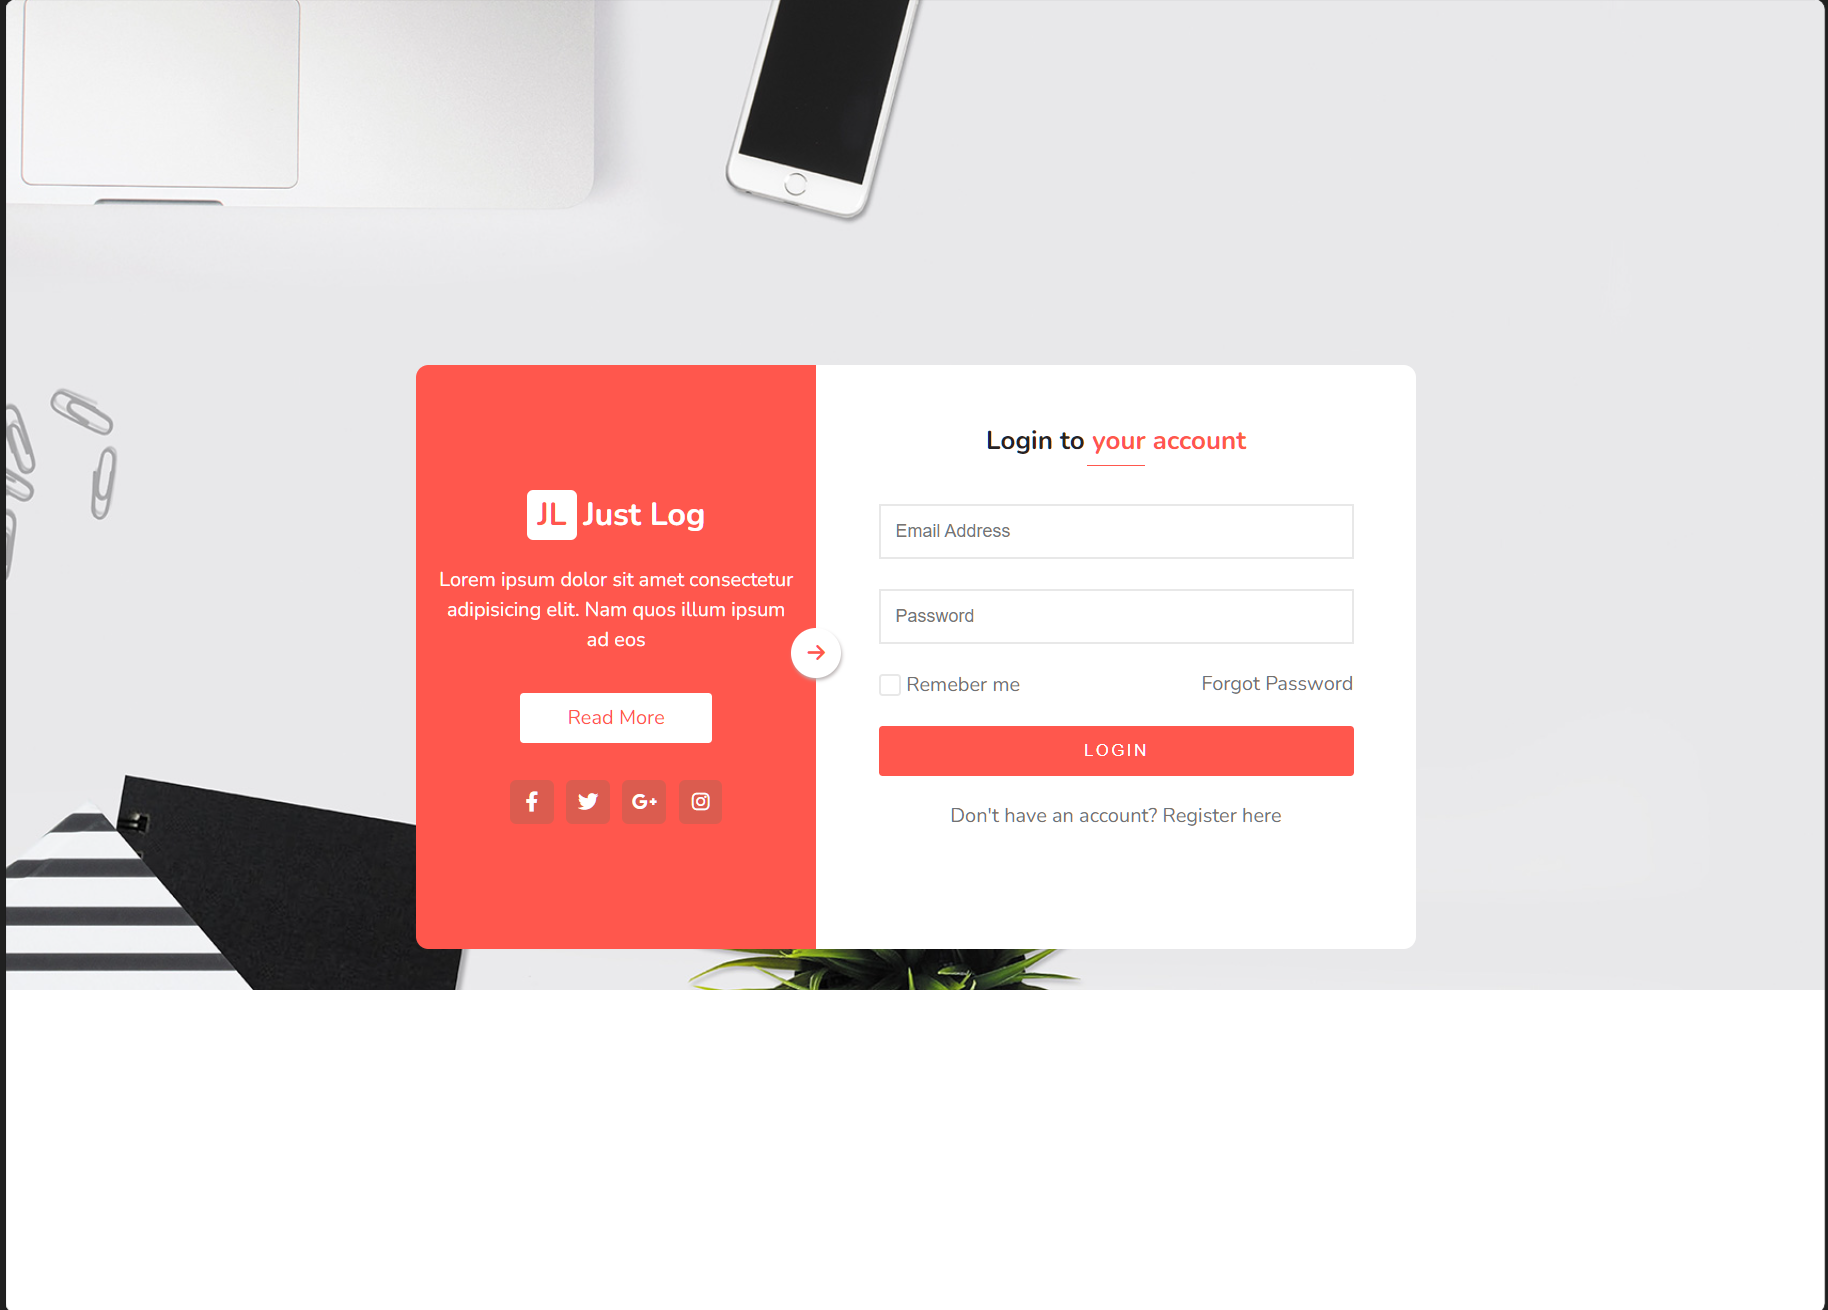 JL Just Log
Lorem ipsum dolor sit amet consectetur
adipisicing elit. Nam quos illum ipsum
ad eos
Read More
G+
Login to your account
Email Address
Password
Remeber me
Forgot Password
LOGIN
Don't have an account? Register here